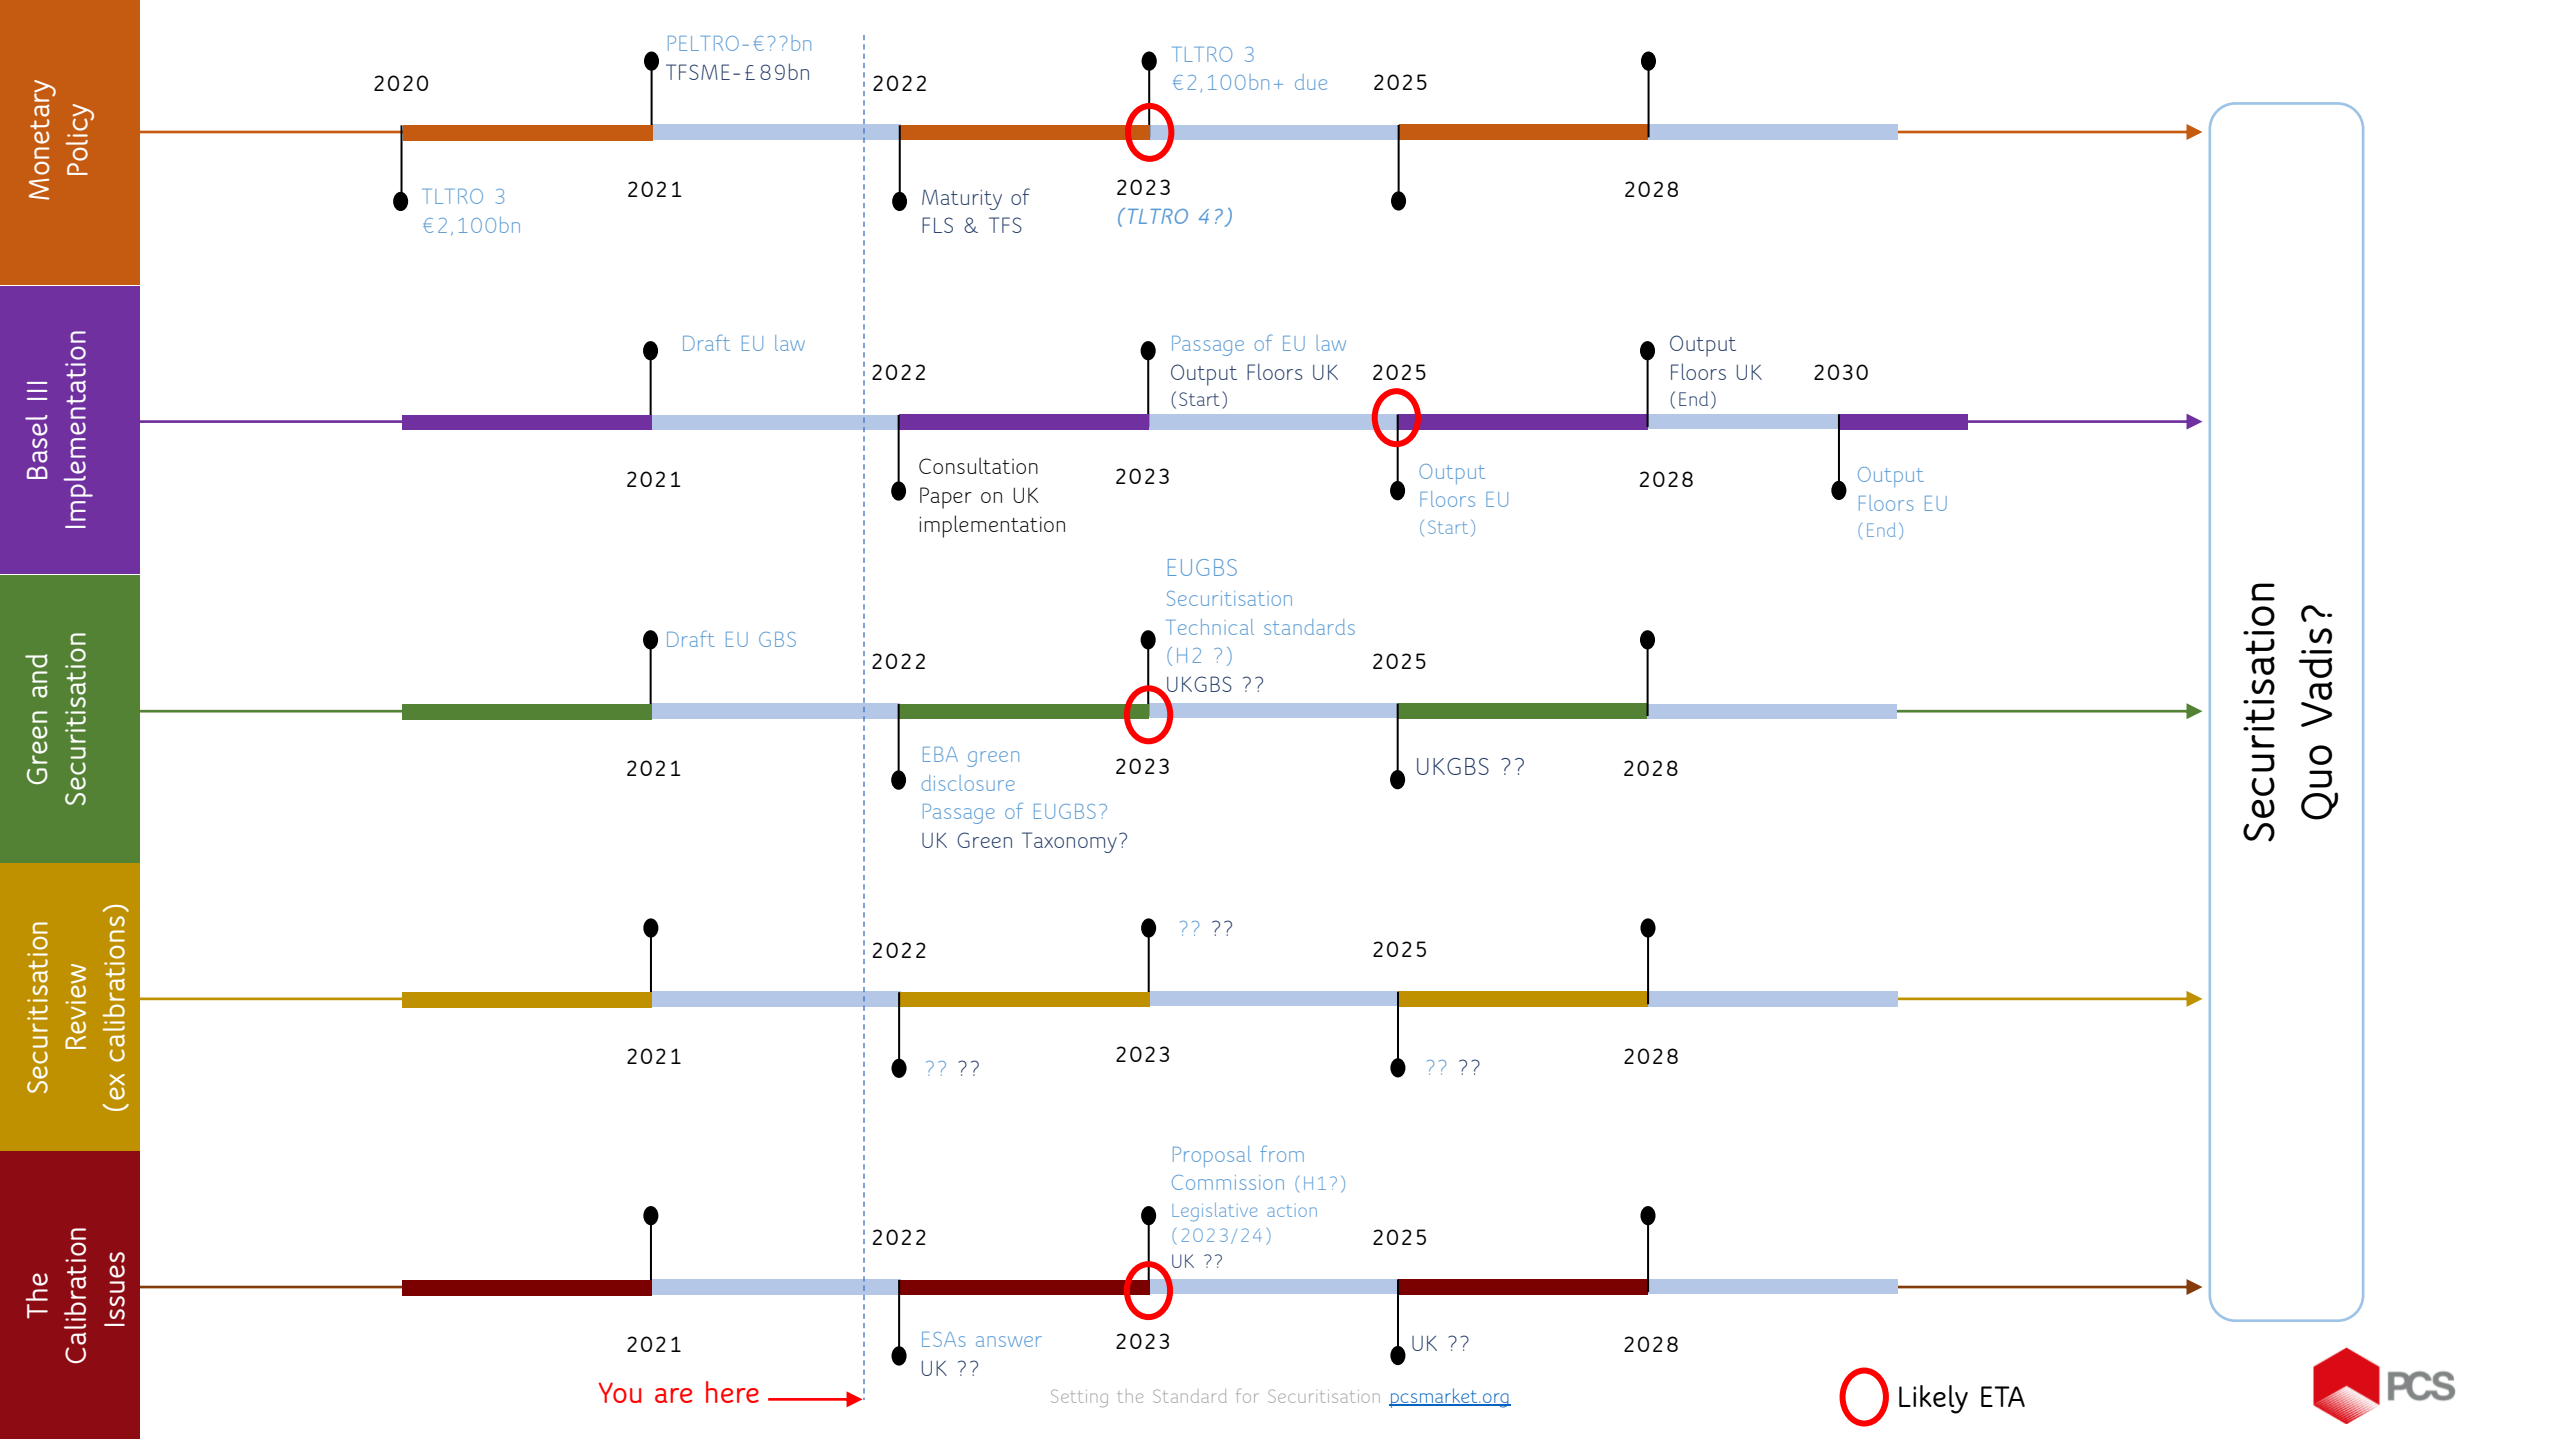 Monetary
Policy
2020
TLTRO 3
€2,100bn
PELTRO-€??bn
TFSME-£89bn
2021
2022
Maturity of
FLS & TFS
TLTRO 3
€2,100bn+ due
2023
(TLTRO 4?)
2025
2028
Basel III
Implementation
Draft EU law
2021
2022
Consultation
Paper on UK
implementation
Passage of EU law
Output Floors UK
(Start)
2023
2025
Output
Floors EU
(Start)
Output
Floors UK
(End)
2028
2030
Output
Floors EU
(End)
Green and
Securitisation
Draft EU GBS
2021
2022
EBA green
disclosure
Passage of EUGBS?
UK Green Taxonomy?
EUGBS
Securitisation
Technical standards
(H2 ?)
UKGBS ??
2023
2025
UKGBS ??
2028
Securitisation
Review
(ex calibrations)
2021
2022
?? ??
?? ??
2023
2025
?? ??
2028
The
Calibration
Issues
2021
2022
ESAs answer
UK ??
Proposal from
Commission (H1?)
Legislative action
(2023/24)
UK ??
2023
2025
UK ??
2028
Securitisation
Quo Vadis?
You are here
Setting the Standard for Securitisation pcsmarket.org
Likely ETA
PCS